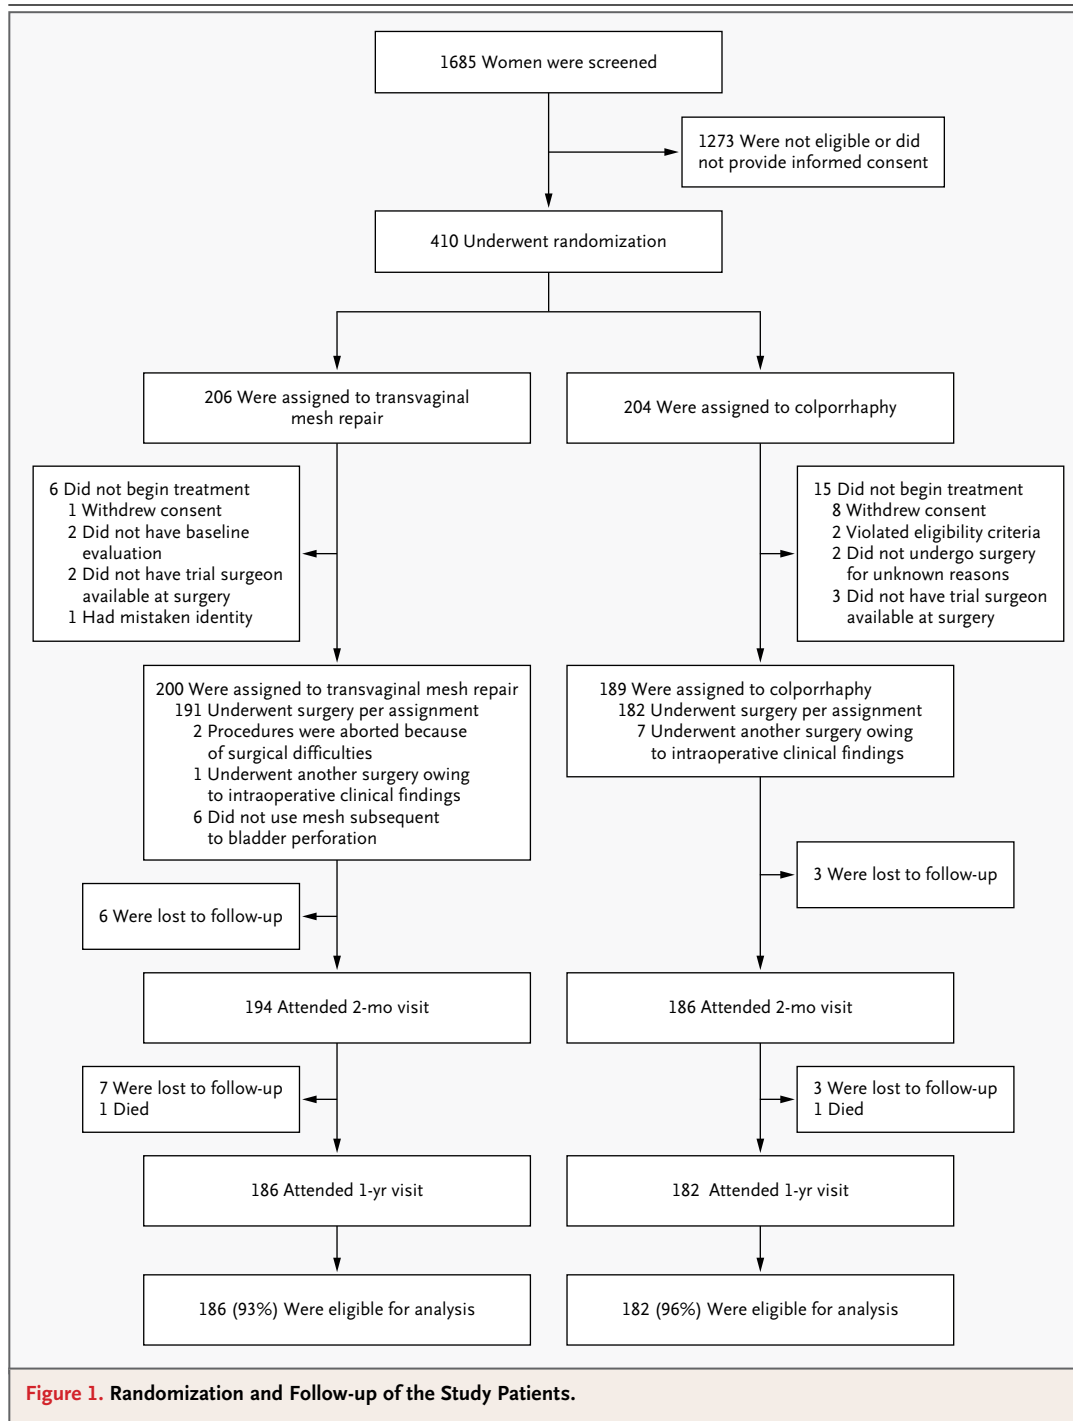 1685 Women were screened
1273 Were not eligible or did
not provide informed consent
410 Underwent randomization
206 Were assigned to transvaginal
mesh repair
204 Were assigned to colporrhaphy
6 Did not begin treatment
1 Withdrew consent
2 Did not have baseline
evaluation
2 Did not have trial surgeon
available at surgery
1 Had mistaken identity
15 Did not begin treatment
8 Withdrew consent
2 Violated eligibility criteria
2 Did not undergo surgery
for unknown reasons
3 Did not have trial surgeon
available at surgery
200 Were assigned to transvaginal mesh repair
191 Underwent surgery per assignment
2 Procedures were aborted because
of surgical difficulties
1 Underwent another surgery owing
to intraoperative clinical findings
6 Did not use mesh subsequent
to bladder perforation
189 Were assigned to colporrhaphy
182 Underwent surgery per assignment
7 Underwent another surgery owing
to intraoperative clinical findings
6 Were lost to follow-up
3 Were lost to follow-up
194 Attended 2-mo visit
186 Attended 2-mo visit
7 Were lost to follow-up
1 Died
3 Were lost to follow-up
1 Died
186 Attended 1-yr visit
182 Attended 1-yr visit
186 (93%) Were eligible for analysis
182 (96%) Were eligible for analysis
Figure 1. Randomization and Follow-up of the Study Patients.